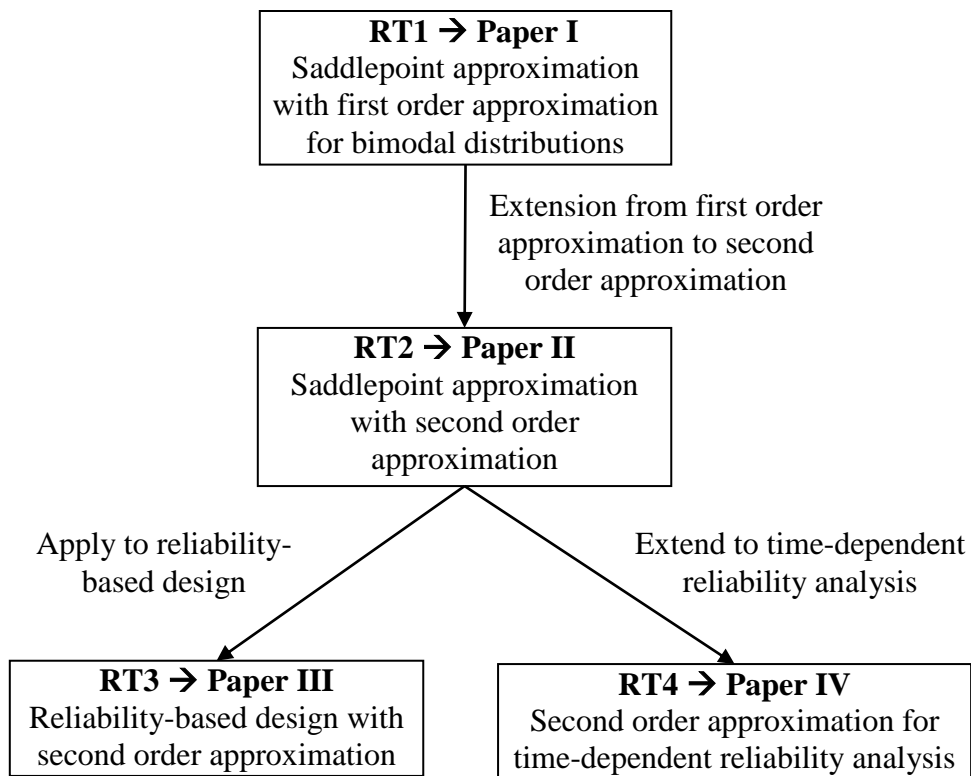 RT1 → Paper I
Saddlepoint approximation
with first order approximation
for bimodal distributions
Extension from first order
approximation to second
order approximation
RT2 → Paper II
Saddlepoint approximation
with second order
approximation
Apply to reliability-
based design
Extend to time-dependent
reliability analysis
RT3 → Paper III
Reliability-based design with
second order approximation
RT4 → Paper IV
Second order approximation for
time-dependent reliability analysis